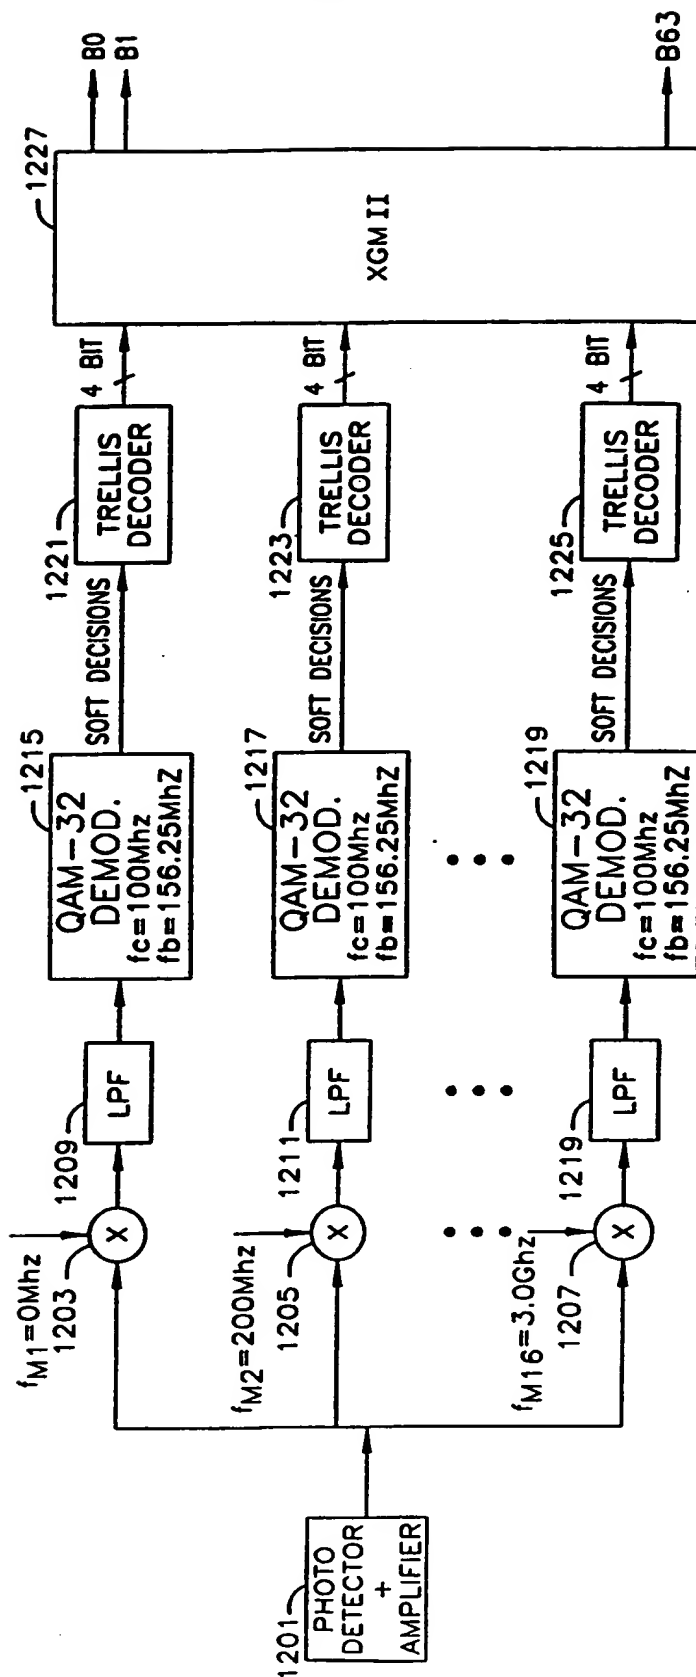 1201
PHOTO
DETECTOR
+
AMPLIFIER
fM1=0Mhz
1203
X
1209
LPF
1215
QAM-32
DEMOD.
fc=100Mhz
fb=156.25MhZ
SOFT DECISIONS
1221
TRELLIS
DECODER
4 BIT
fM2=200Mhz
1205
X
1211
LPF
1217
QAM-32
DEMOD.
fc=100Mhz
fb=156.25MhZ
SOFT DECISIONS
1223
TRELLIS
DECODER
4 BIT
fM16=3.0Ghz
1207
X
1219
LPF
1219
QAM-32
DEMOD.
fc=100Mhz
fb=156.25MhZ
SOFT DECISIONS
1225
TRELLIS
DECODER
4 BIT
1227
XGM II
B0
B1
B63